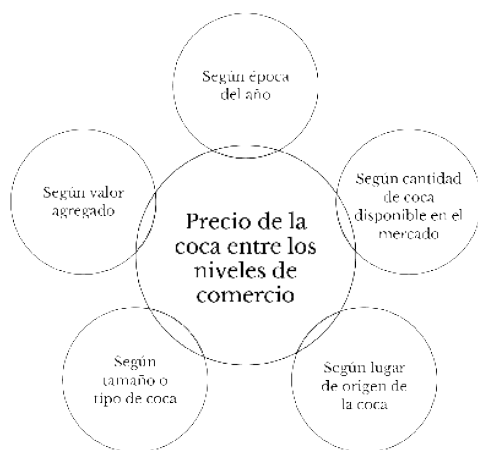 Según época
del año
Según cantidad
de coca
disponible en el
mercado
Según lugar
de origen de
la coca
Según
tamaño o
tipo de coca
Según valor
agregado
Precio de la
coca entre los
niveles de
comercio